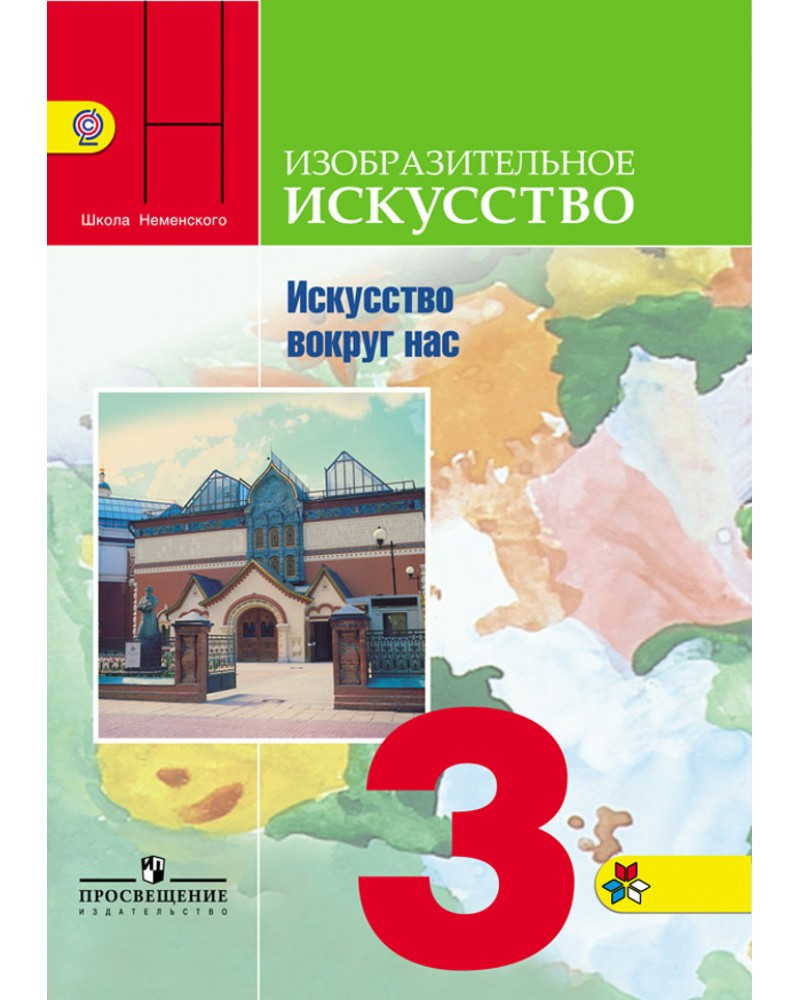 Школа Неменского
ИЗОБРАЗИТЕЛЬНОЕ
ИСКУССТВО
Искусство
вокруг нас
3
ПРОСВЕЩЕНИЕ
ИЗДАТЕЛЬСТВО